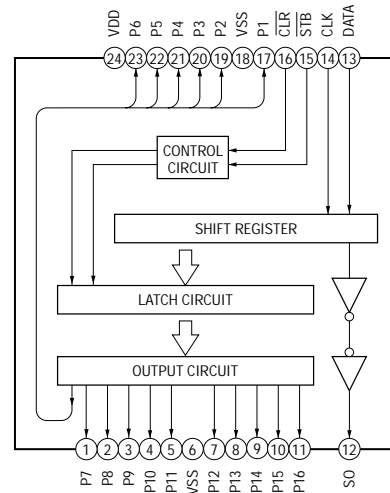 VDD P6 P5 P4 P3 P2 VSS P1 CLR STB CLK DATA
24 23 22 21 20 19 18 17 16 15 14 13
CONTROL
CIRCUIT
SHIFT REGISTER
LATCH CIRCUIT
OUTPUT CIRCUIT
1 2 3 4 5 6 7 8 9 10 11 12
P7 P8 P9 P10 P11 VSS P12 P13 P14 P15 P16 SO